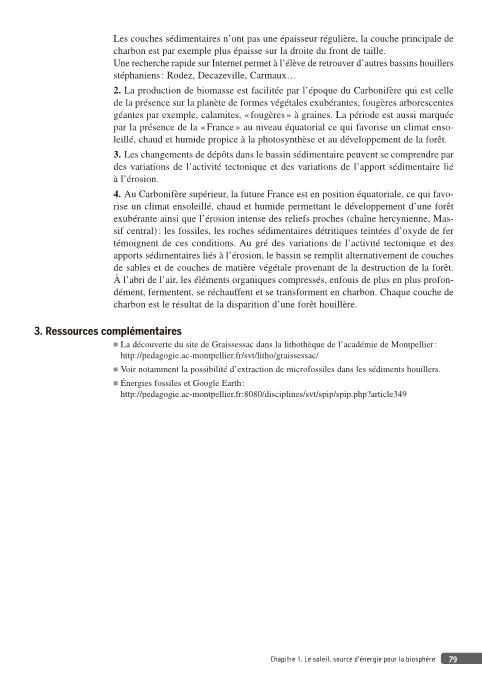 Les couches sédimentaires n’ont pas une épaisseur régulière, la couche principale de
charbon est par exemple plus épaisse sur la droite du front de taille.
Une recherche rapide sur Internet permet à l’élève de retrouver d’autres bassins houillers
stéphaniens : Rodez, Decazeville, Carmaux…
2. La production de biomasse est facilitée par l’époque du Carbonifère qui est celle
de la présence sur la planète de formes végétales exubérantes, fougères arborescentes
géantes par exemple, calamites, « fougères » à graines. La période est aussi marquée
par la présence de la « France » au niveau équatorial ce qui favorise un climat enso-
leillé, chaud et humide propice à la photosynthèse et au développement de la forêt.
3. Les changements de dépôts dans le bassin sédimentaire peuvent se comprendre par
des variations de l’activité tectonique et des variations de l’apport sédimentaire lié
à l’érosion.
4. Au Carbonifère supérieur, la future France est en position équatoriale, ce qui favo-
rise un climat ensoleillé, chaud et humide permettant le développement d’une forêt
exubérante ainsi que l’érosion intense des reliefs proches (chaîne hercynienne, Mas-
sif central) : les fossiles, les roches sédimentaires détritiques teintées d’oxyde de fer
témoignent de ces conditions. Au gré des variations de l’activité tectonique et des
apports sédimentaires liés à l’érosion, le bassin se remplit alternativement de couches
de sables et de couches de matière végétale provenant de la destruction de la forêt.
À l’abri de l’air, les éléments organiques compressés, enfouis de plus en plus profon-
dément, fermentent, se réchauffent et se transforment en charbon. Chaque couche de
charbon est le résultat de la disparition d’une forêt houillère.
3. Ressources complémentaires
■ La découverte du site de Graissessac dans la lithothèque de l’académie de Montpellier :
http://pedagogie.ac-montpellier.fr/svt/litho/graissessac/
■ Voir notamment la possibilité d’extraction de microfossiles dans les sédiments houillers.
■ Énergies fossiles et Google Earth :
http://pedagogie.ac-montpellier.fr:8080/disciplines/svt/spip/spip.php?article349
Chapitre 1. Le soleil, source d’énergie pour la biosphère 79